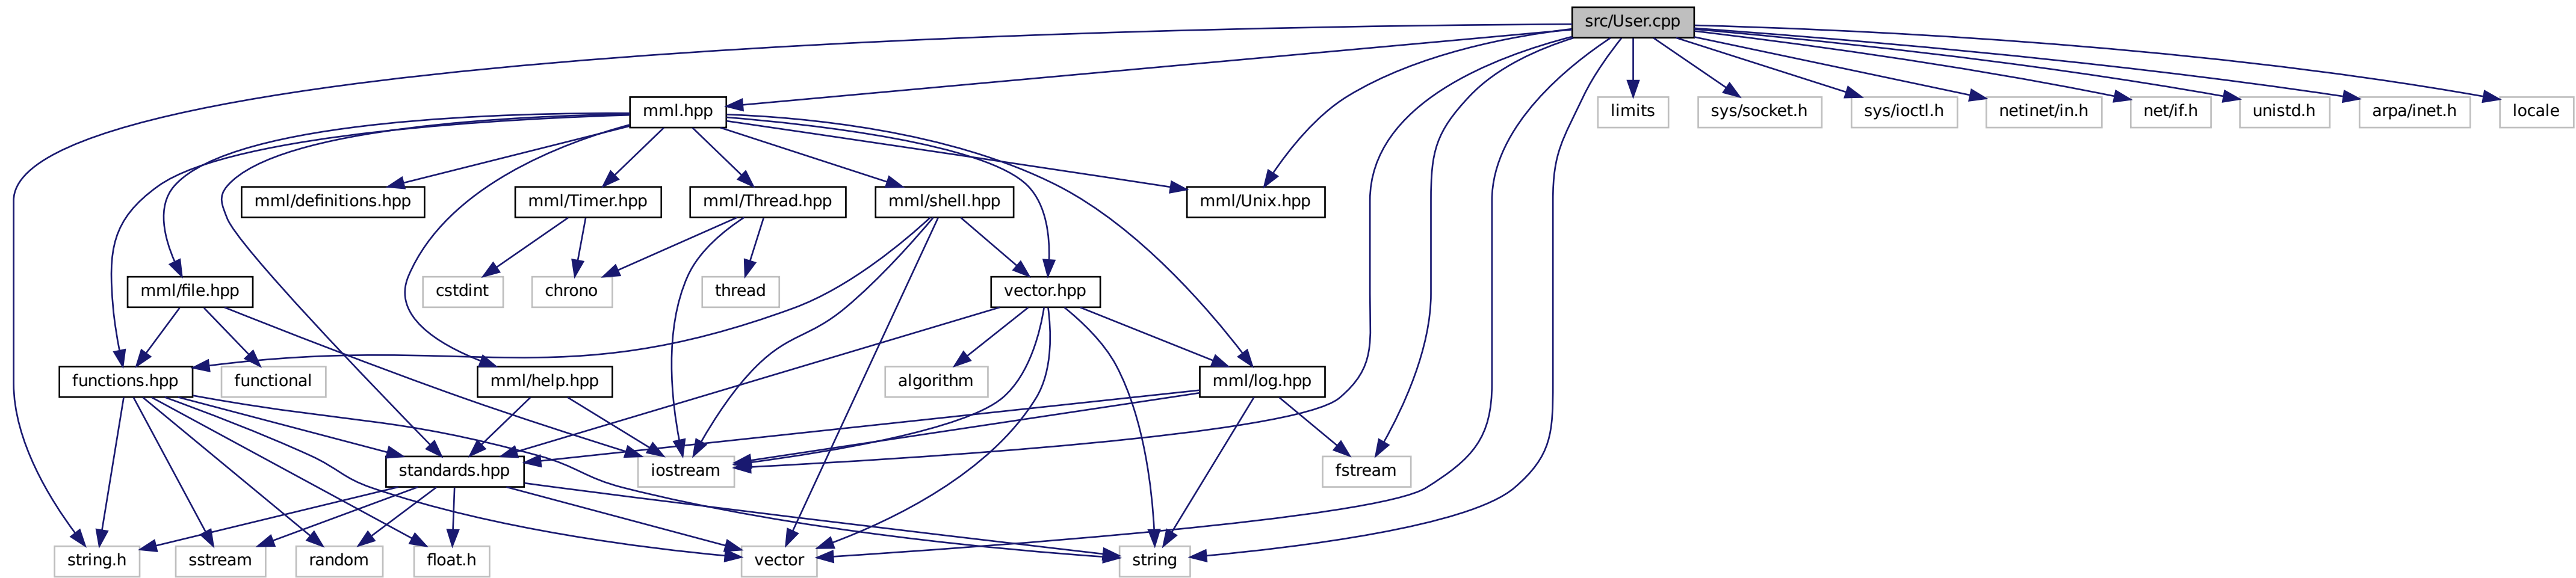 src/User.cpp
mml.hpp
limits
sys/socket.h
sys/ioctl.h
netinet/in.h
net/if.h
unistd.h
arpa/inet.h
locale
mml/definitions.hpp
mml/Timer.hpp
mml/Thread.hpp
mml/shell.hpp
mml/Unix.hpp
mml/file.hpp
cstdint
chrono
thread
vector.hpp
functions.hpp
functional
mml/help.hpp
algorithm
mml/log.hpp
standards.hpp
iostream
fstream
string.h
sstream
random
float.h
vector
string